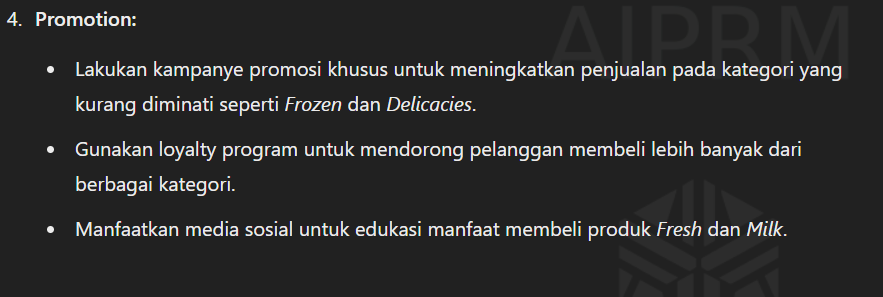 AIPRM
4. Promotion:
• Lakukan kampanye promosi khusus untuk meningkatkan penjualan pada kategori yang
kurang diminati seperti Frozen dan Delicacies.
• Gunakan loyalty program untuk mendorong pelanggan membeli lebih banyak dari
berbagai kategori.
• Manfaatkan media sosial untuk edukasi manfaat membeli produk Fresh dan Milk.